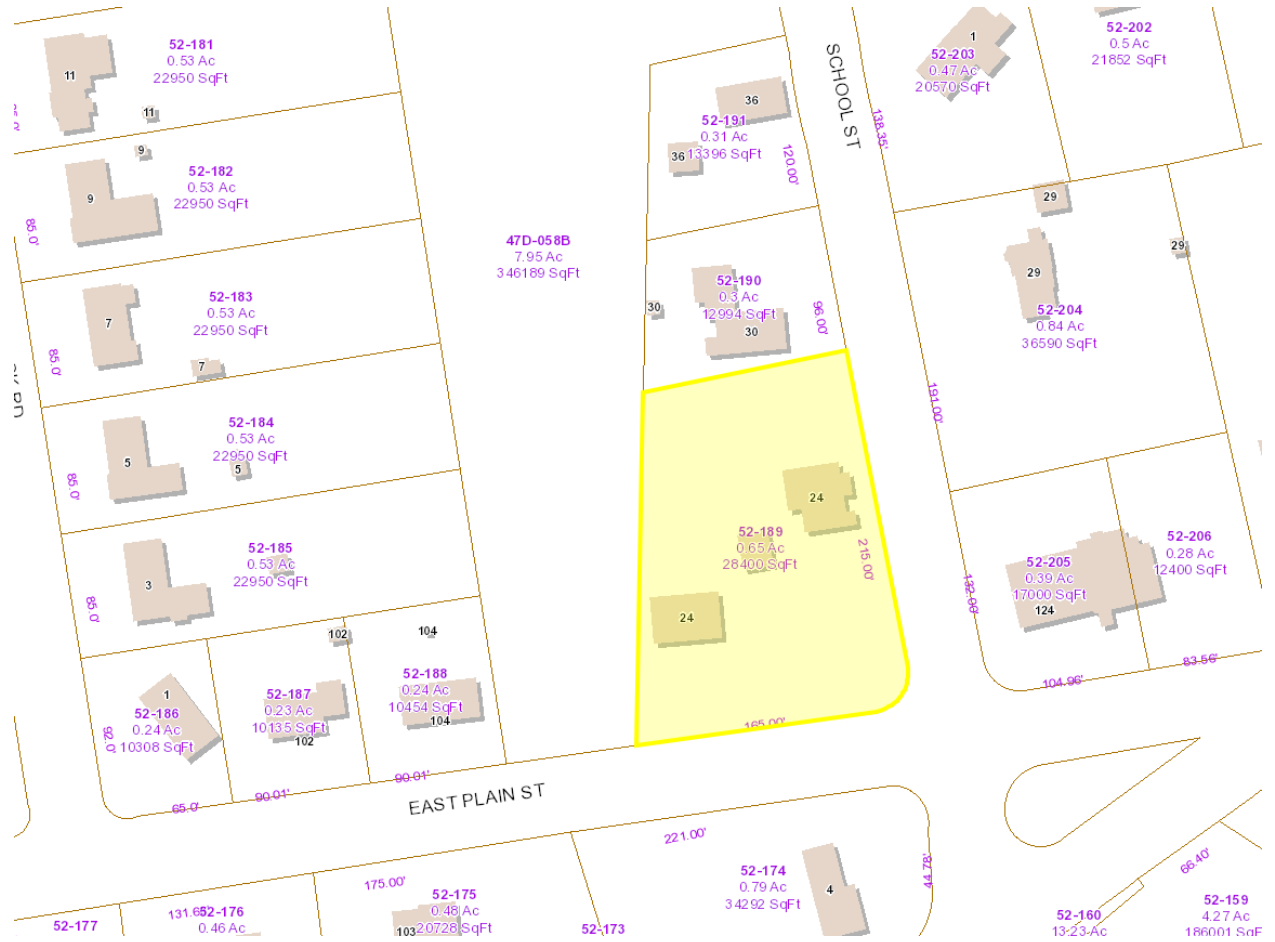 52-181
0.53 Ac
22950 SqFt
11
11
52-202
0.5 Ac
21852 SqFt
1
52-203
0.47 Ac
20570 SqFt
SCHOOL ST
138.35'
36
52-191
0.31 Ac
13396 SqFt
36
120.00'
9
9
52-182
0.53 Ac
22950 SqFt
85.0'
47D-058B
7.95 Ac
346189 SqFt
29
29
29
52-204
0.84 Ac
36590 SqFt
52-190
0.3 Ac
12994 SqFt
30
30
96.00'
52-183
0.53 Ac
22950 SqFt
7
7
85.0'
191.00'
52-184
0.53 Ac
22950 SqFt
5
5
85.0'
24
52-189
0.65 Ac
28400 SqFt
24
215.00'
165.00'
52-185
0.53 Ac
22950 SqFt
3
85.0'
52-205
0.39 Ac
17000 SqFt
124
132.00'
104.96'
52-206
0.28 Ac
12400 SqFt
83.56'
1
52-186
0.24 Ac
10308 SqFt
92.0'
65.0'
102
52-187
0.23 Ac
10135 SqFt
102
90.01'
104
52-188
0.24 Ac
10454 SqFt
104
90.01'
EAST PLAIN ST
221.00'
175.00'
52-174
0.79 Ac
34292 SqFt
4
44.78'
66.40'
52-175
0.48 Ac
20728 SqFt
103
52-176
0.46 Ac
52-177
52-173
52-160
13.23 Ac
52-159
4.27 Ac
186001 SqF